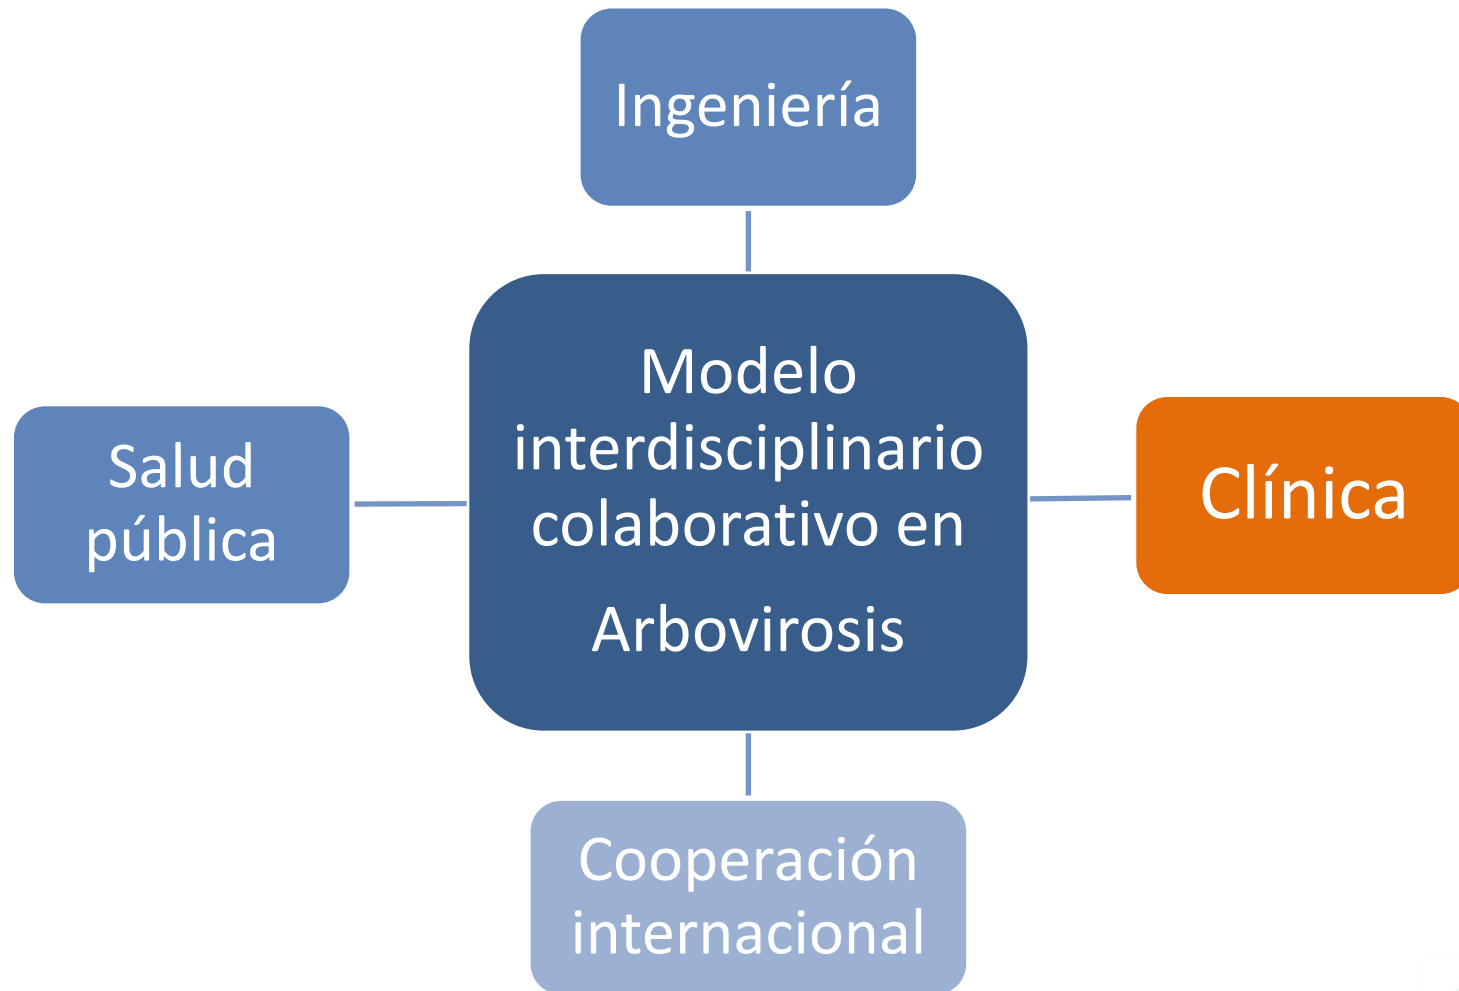 Ingeniería
Modelo
interdisciplinario
colaborativo en
Arbovirosis
Salud
pública
Clínica
Cooperación
internacional